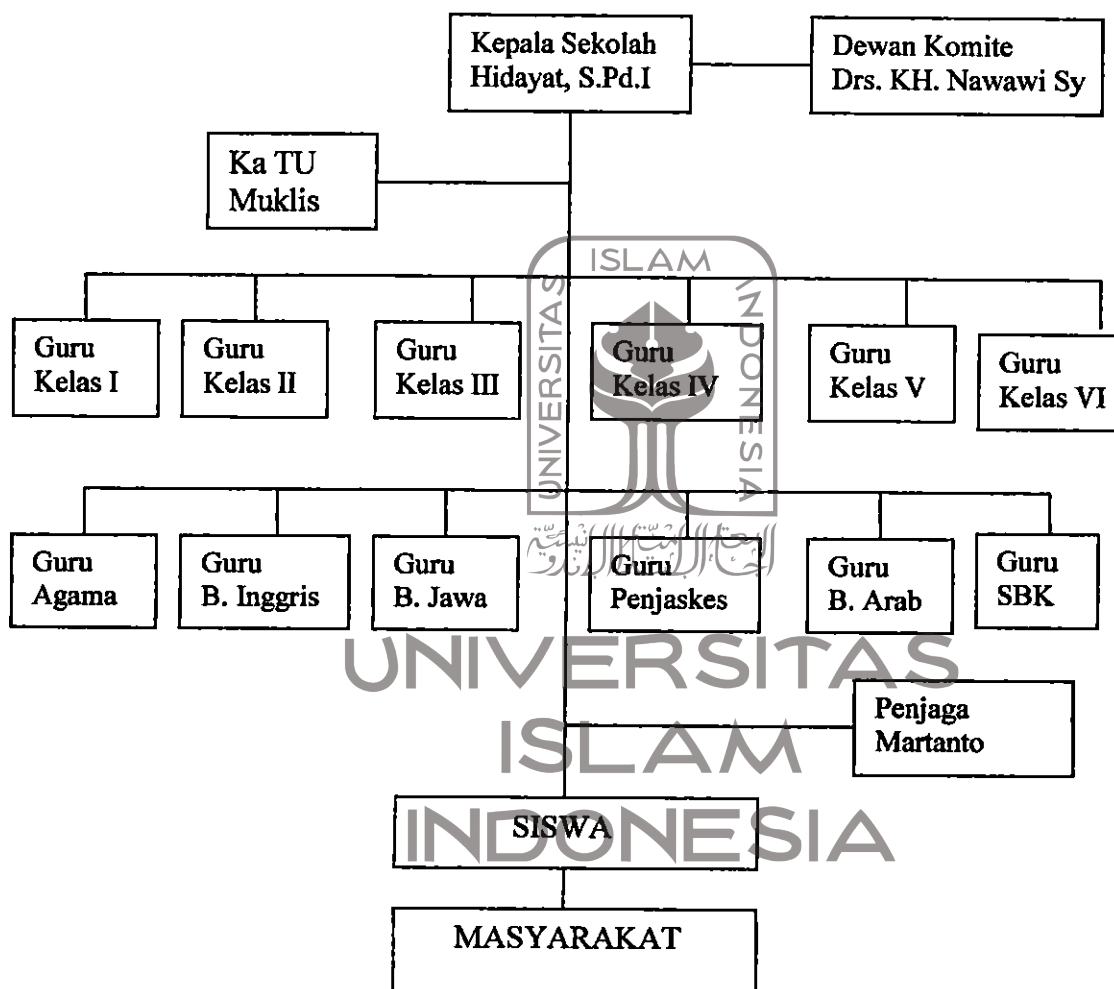 Kepala Sekolah
Hidayat, S.Pd.I
Dewan Komite
Drs. KH. Nawawi Sy
Ka TU
Muklis
ISLAM
UNIVERSITAS
INDONESIA
Guru
Kelas I
Guru
Kelas II
Guru
Kelas III
Guru
Kelas IV
Guru
Kelas V
Guru
Kelas VI
Guru
Agama
Guru
B. Inggris
Guru
B. Jawa
Guru
Penjaskes
Guru
B. Arab
Guru
SBK
UNIVERSITAS
ISLAM
INDONESIA
Penjaga
Martanto
SISWA
MASYARAKAT